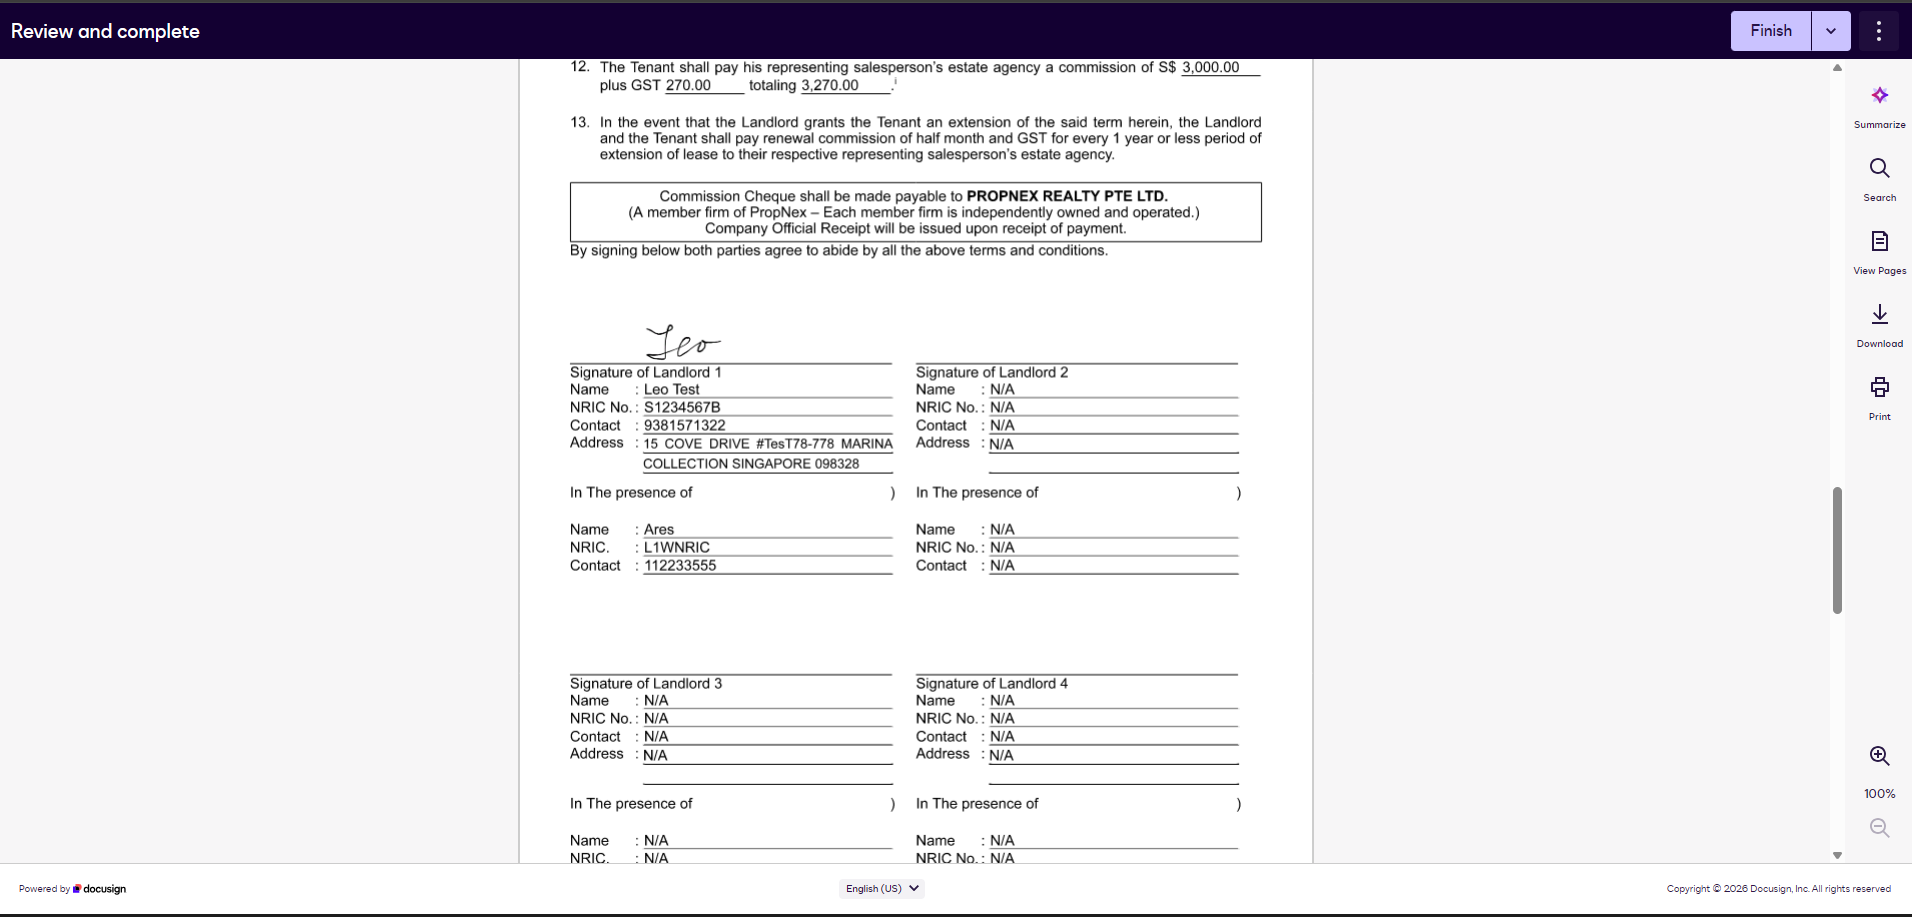 Review and complete
Finish
12. The Tenant shall pay his representing salesperson's estate agency a commission of S$ 3,000.00
plus GST 270.00 totaling 3,270.00.i
13. In the event that the Landlord grants the Tenant an extension of the said term herein, the Landlord
and the Tenant shall pay renewal commission of half month and GST for every 1 year or less period of
extension of lease to their respective representing salesperson's estate agency.
Commission Cheque shall be made payable to PROPNEX REALTY PTE LTD.
(A member firm of PropNex – Each member firm is independently owned and operated.)
Company Official Receipt will be issued upon receipt of payment.
By signing below both parties agree to abide by all the above terms and conditions.
Leo
Signature of Landlord 1
Name : Leo Test
NRIC No. : S1234567B
Contact : 9381571322
Address : 15 COVE DRIVE #TesT78-778 MARINA
COLLECTION SINGAPORE 098328
In The presence of )
Name : Ares
NRIC. : L1WNRIC
Contact : 112233555
Signature of Landlord 2
Name : N/A
NRIC No. : N/A
Contact : N/A
Address : N/A
In The presence of )
Name : N/A
NRIC No. : N/A
Contact : N/A
Signature of Landlord 3
Name : N/A
NRIC No. : N/A
Contact : N/A
Address : N/A
In The presence of )
Name : N/A
NRIC. : N/A
Signature of Landlord 4
Name : N/A
NRIC No. : N/A
Contact : N/A
Address : N/A
In The presence of )
Name : N/A
NRIC No. : N/A
Summarize
Search
View Pages
Download
Print
100%
Powered by docusign
English (US)
Copyright © 2026 Docusign, Inc. All rights reserved